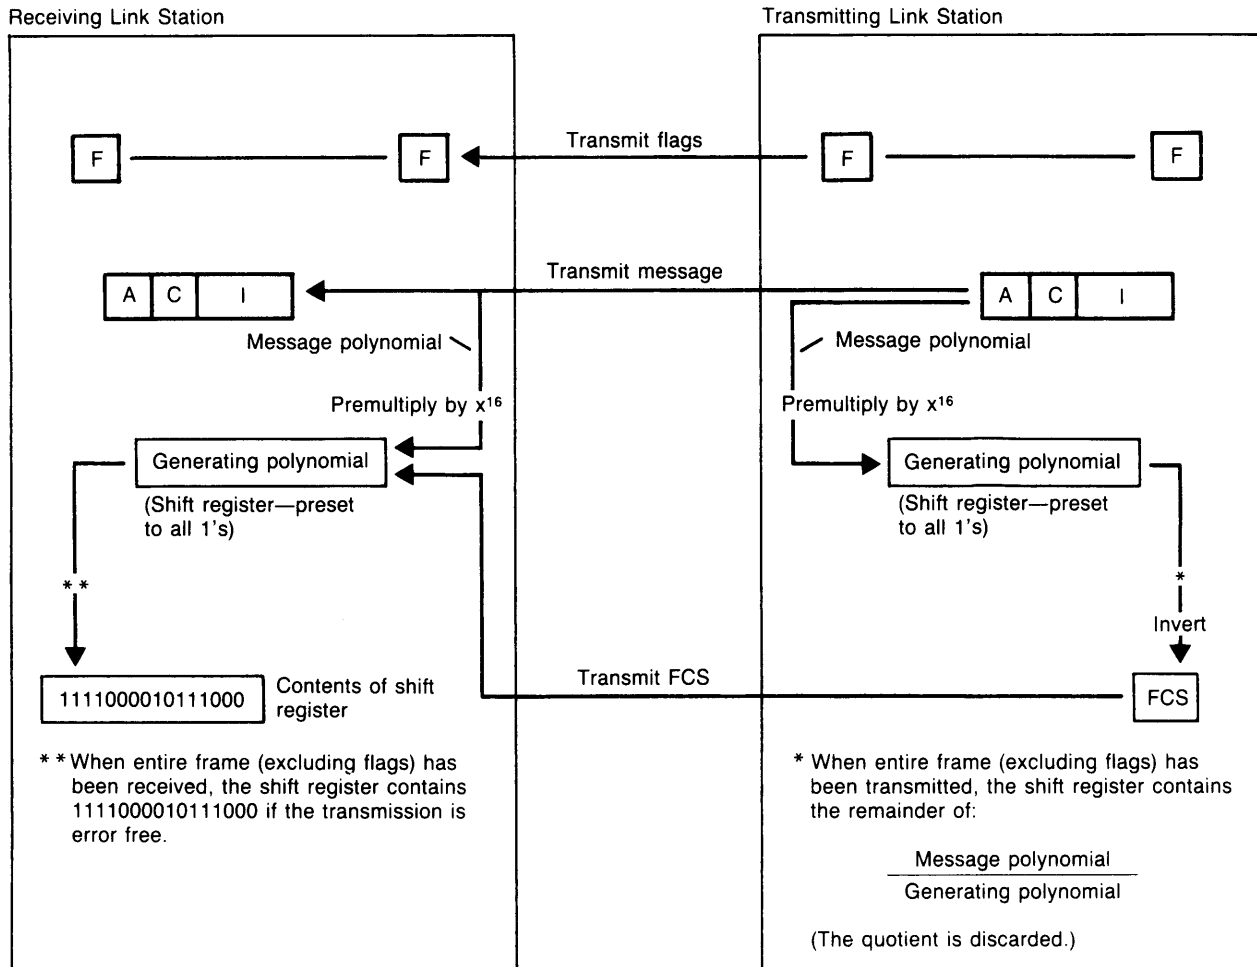 Receiving Link Station
Transmitting Link Station
F
F
Transmit flags
F
F
A C I
Transmit message
A C I
Message polynomial
Message polynomial
Premultiply by x¹⁶
Premultiply by x¹⁶
Generating polynomial
Generating polynomial
(Shift register—preset
to all 1's)
(Shift register—preset
to all 1's)
* *
*
Invert
1111000010111000
Contents of shift
register
Transmit FCS
FCS
* * When entire frame (excluding flags) has
been received, the shift register contains
1111000010111000 if the transmission is
error free.
* When entire frame (excluding flags) has
been transmitted, the shift register contains
the remainder of:
Message polynomial
Generating polynomial
(The quotient is discarded.)